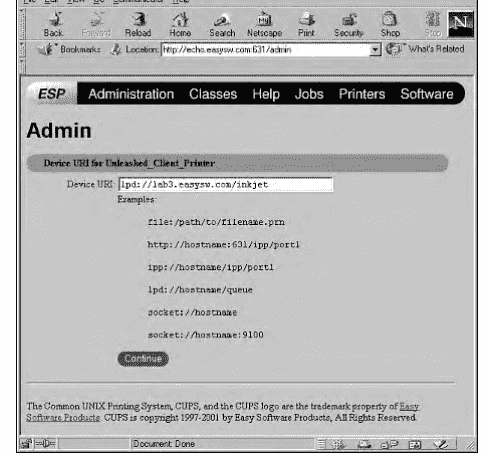 Back Forward Reload Home Search Netscape Print Security Shop Stop
Bookmarks Location: http://echo.easysw.com:631/admin What's Related
ESP Administration Classes Help Jobs Printers Software
Admin
Device URI for Unleashed_Client_Printer
Device URI: lpd://lab3.easysw.com/inkjet
Examples:
file:/path/to/filename.prn
http://hostname:631/ipp/port1
ipp://hostname/ipp/port1
lpd://hostname/queue
socket://hostname
socket://hostname:9100
Continue
The Common UNIX Printing System, CUPS, and the CUPS logo are the trademark property of Easy
Software Products. CUPS is copyright 1997-2001 by Easy Software Products, All Rights Reserved.
Document: Done